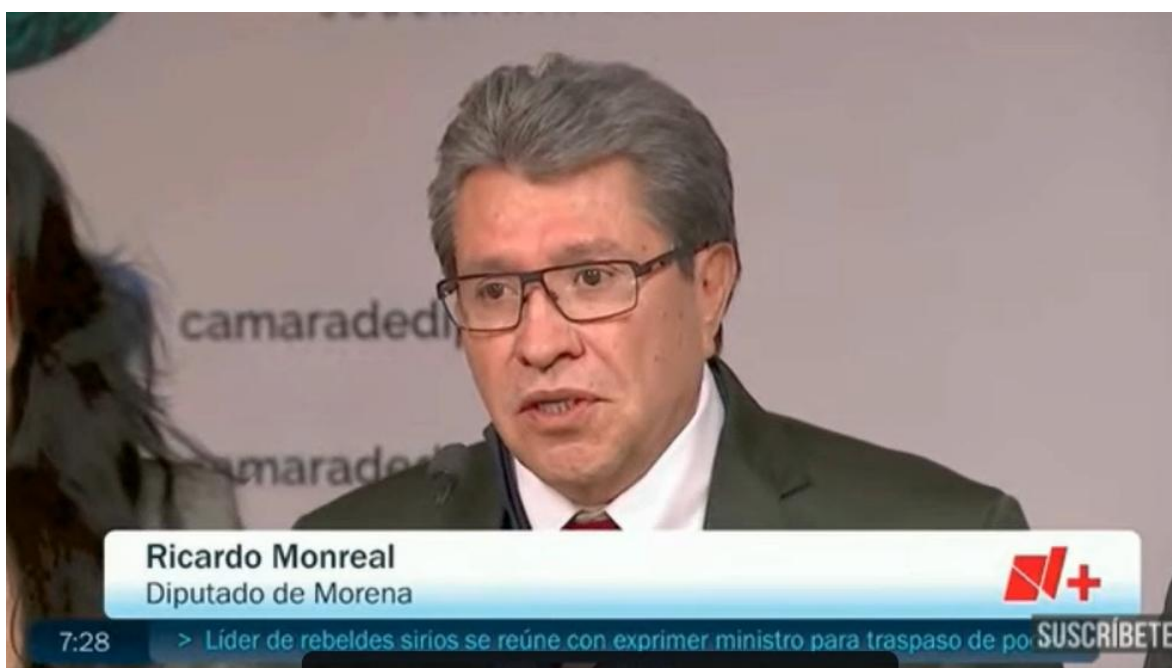 camaradedi
maraded
Ricardo Monreal
Diputado de Morena
N+
7:28 > Líder de rebeldes sirios se reúne con exprimer ministro para traspaso de po
SUSCRÍBETE